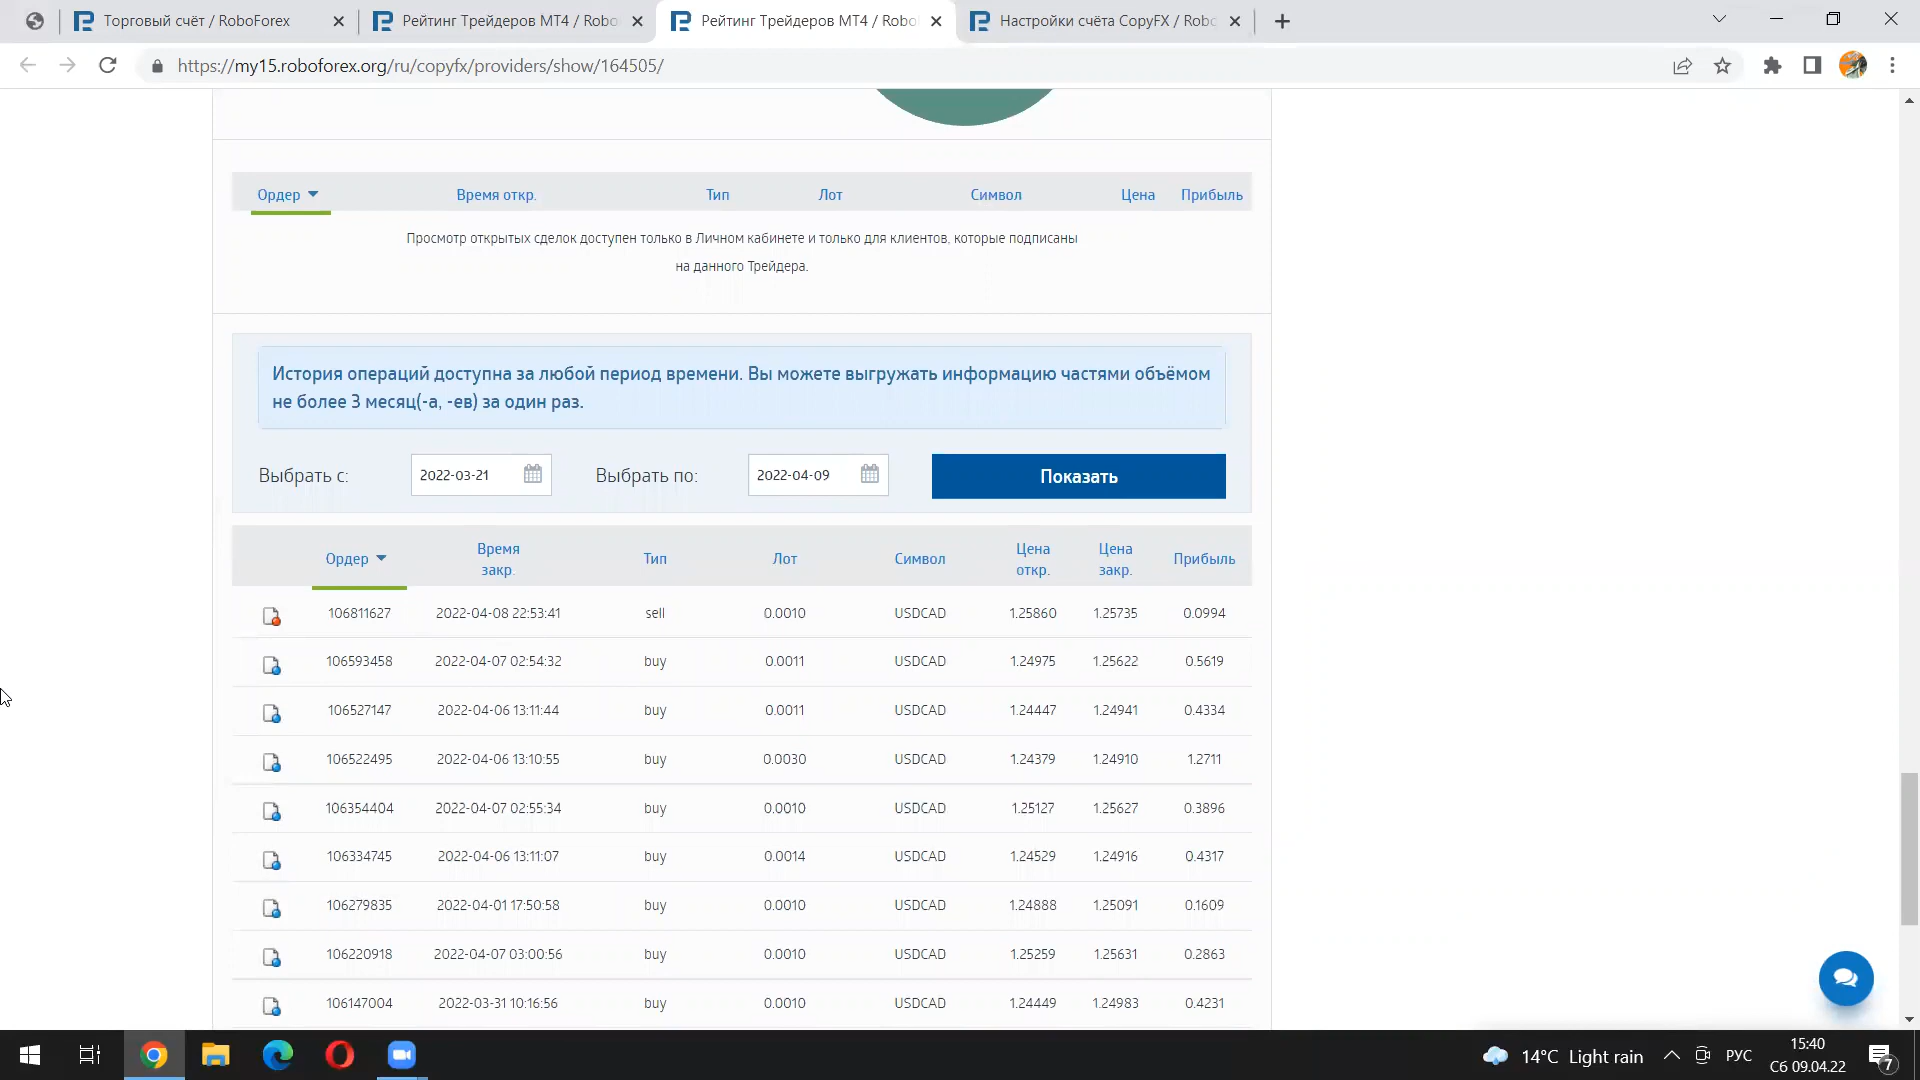 Торговый счёт / RoboForex
Рейтинг Трейдеров МТ4 / Robo
Рейтинг Трейдеров МТ4 / Robo
Настройки счёта CopyFX / Robo
https://my15.roboforex.org/ru/copyfx/providers/show/164505/
Ордер Время откр. Тип Лот Символ Цена Прибыль
Просмотр открытых сделок доступен только в Личном кабинете и только для клиентов, которые подписаны
на данного Трейдера.
История операций доступна за любой период времени. Вы можете выгружать информацию частями объёмом
не более 3 месяц(-а, -ев) за один раз.
Выбрать с: 2022-03-21 Выбрать по: 2022-04-09 Показать
Ордер Время закр. Тип Лот Символ Цена откр. Цена закр. Прибыль
106811627 2022-04-08 22:53:41 sell 0.0010 USDCAD 1.25860 1.25735 0.0994
106593458 2022-04-07 02:54:32 buy 0.0011 USDCAD 1.24975 1.25622 0.5619
106527147 2022-04-06 13:11:44 buy 0.0011 USDCAD 1.24447 1.24941 0.4334
106522495 2022-04-06 13:10:55 buy 0.0030 USDCAD 1.24379 1.24910 1.2711
106354404 2022-04-07 02:55:34 buy 0.0010 USDCAD 1.25127 1.25627 0.3896
106334745 2022-04-06 13:11:07 buy 0.0014 USDCAD 1.24529 1.24916 0.4317
106279835 2022-04-01 17:50:58 buy 0.0010 USDCAD 1.24888 1.25091 0.1609
106220918 2022-04-07 03:00:56 buy 0.0010 USDCAD 1.25259 1.25631 0.2863
106147004 2022-03-31 10:16:56 buy 0.0010 USDCAD 1.24449 1.24983 0.4231
14°C Light rain РУС
15:40
Сб 09.04.22
7